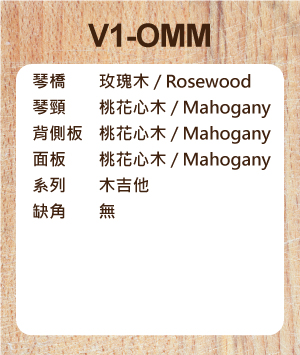 V1-OMM
琴橋 玫瑰木 / Rosewood
琴頸 桃花心木 / Mahogany
背側板 桃花心木 / Mahogany
面板 桃花心木 / Mahogany
系列 木吉他
缺角 無